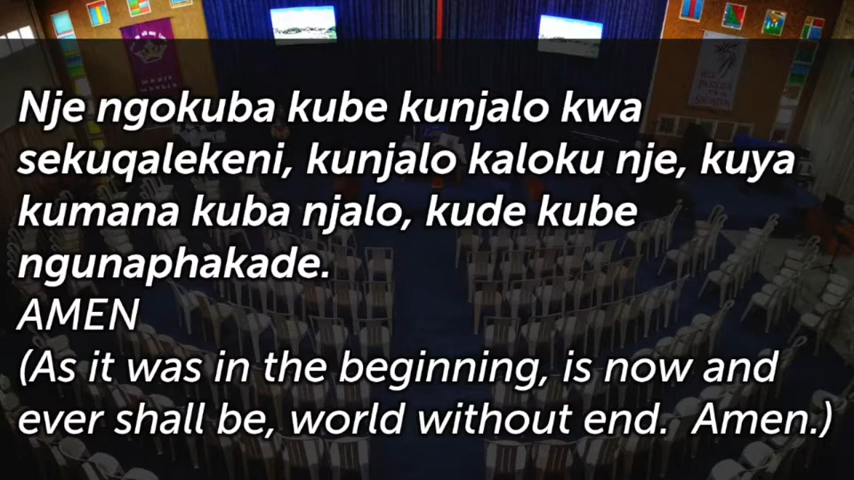 Nje ngokuba kube kunjalo kwa
sekuqalekeni, kunjalo kaloku nje, kuya
kumana kuba njalo, kude kube
ngunaphakade.
AMEN
(As it was in the beginning, is now and
ever shall be, world without end.  Amen.)